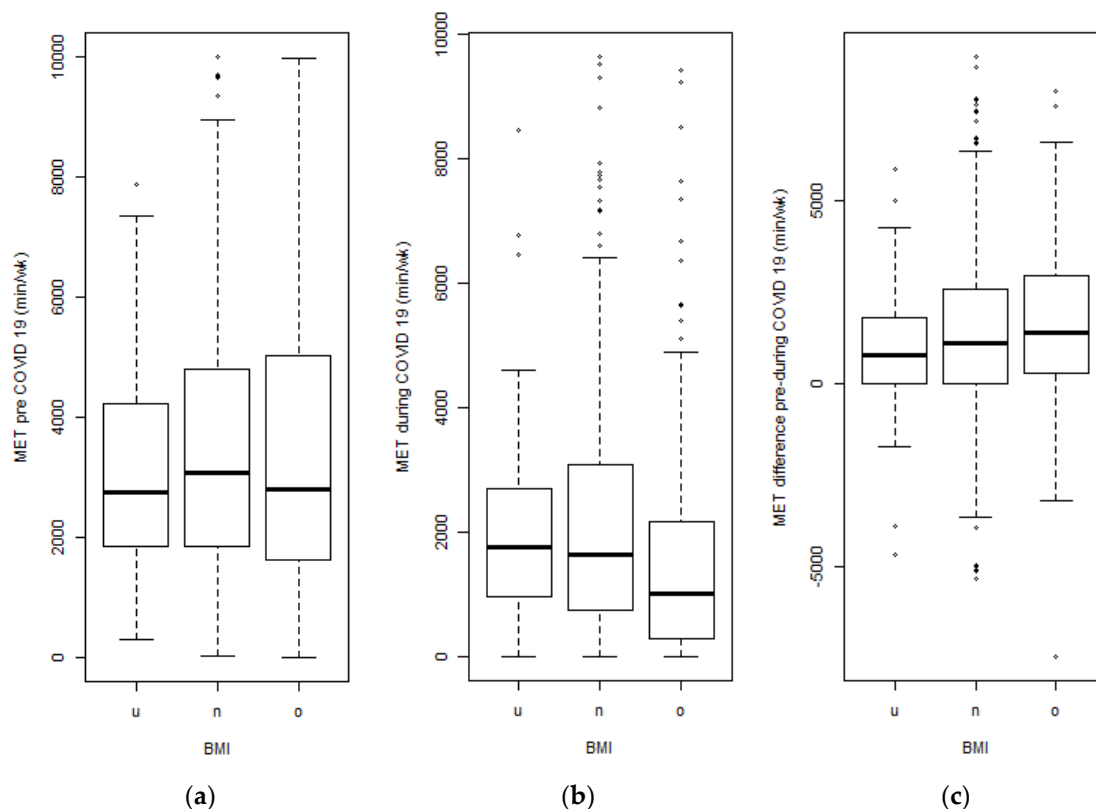 MET pre COVID 19 (min/wk)
10000
8000
6000
4000
2000
0
u n o
BMI
(a)
MET during COVID 19 (min/wk)
10000
8000
6000
4000
2000
0
u n o
BMI
(b)
MET difference pre-during COVID 19 (min/wk)
5000
0
-5000
u n o
BMI
(c)